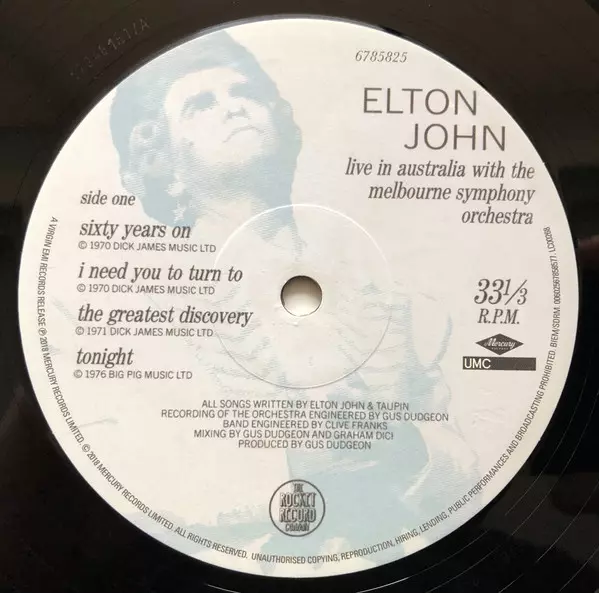 6785825
ELTON
JOHN
live in australia with the
melbourne symphony
orchestra
side one
sixty years on
© 1970 DICK JAMES MUSIC LTD
i need you to turn to
© 1970 DICK JAMES MUSIC LTD
the greatest discovery
© 1971 DICK JAMES MUSIC LTD
tonight
© 1976 BIG PIG MUSIC LTD
33⅓
R.P.M.
Mercury
UMC
ALL SONGS WRITTEN BY ELTON JOHN & TAUPIN
RECORDING OF THE ORCHESTRA ENGINEERED BY GUS DUDGEON
BAND ENGINEERED BY CLIVE FRANKS
MIXING BY GUS DUDGEON AND GRAHAM DICI
PRODUCED BY GUS DUDGEON
THE
ROCKET
RECORD
COMPANY
A VIRGIN EMI RECORDS RELEASE ℗ 2018 MERCURY RECORDS LIMITED. © 2018 MERCURY RECORDS LIMITED. ALL RIGHTS RESERVED. UNAUTHORISED COPYING, REPRODUCTION, HIRING, LENDING, PUBLIC PERFORMANCES AND BROADCASTING PROHIBITED. BIEM/SDRM. 00602567858577. LC00268